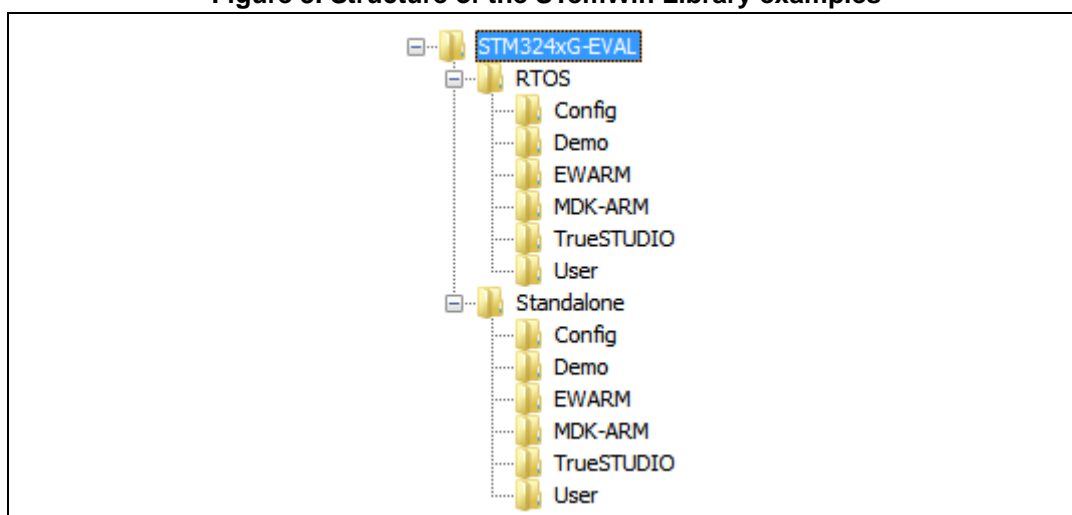 Figure Structure of the STemWin Library examples
STM324xG-EVAL
RTOS
Config
Demo
EWARM
MDK-ARM
TrueSTUDIO
User
Standalone
Config
Demo
EWARM
MDK-ARM
TrueSTUDIO
User